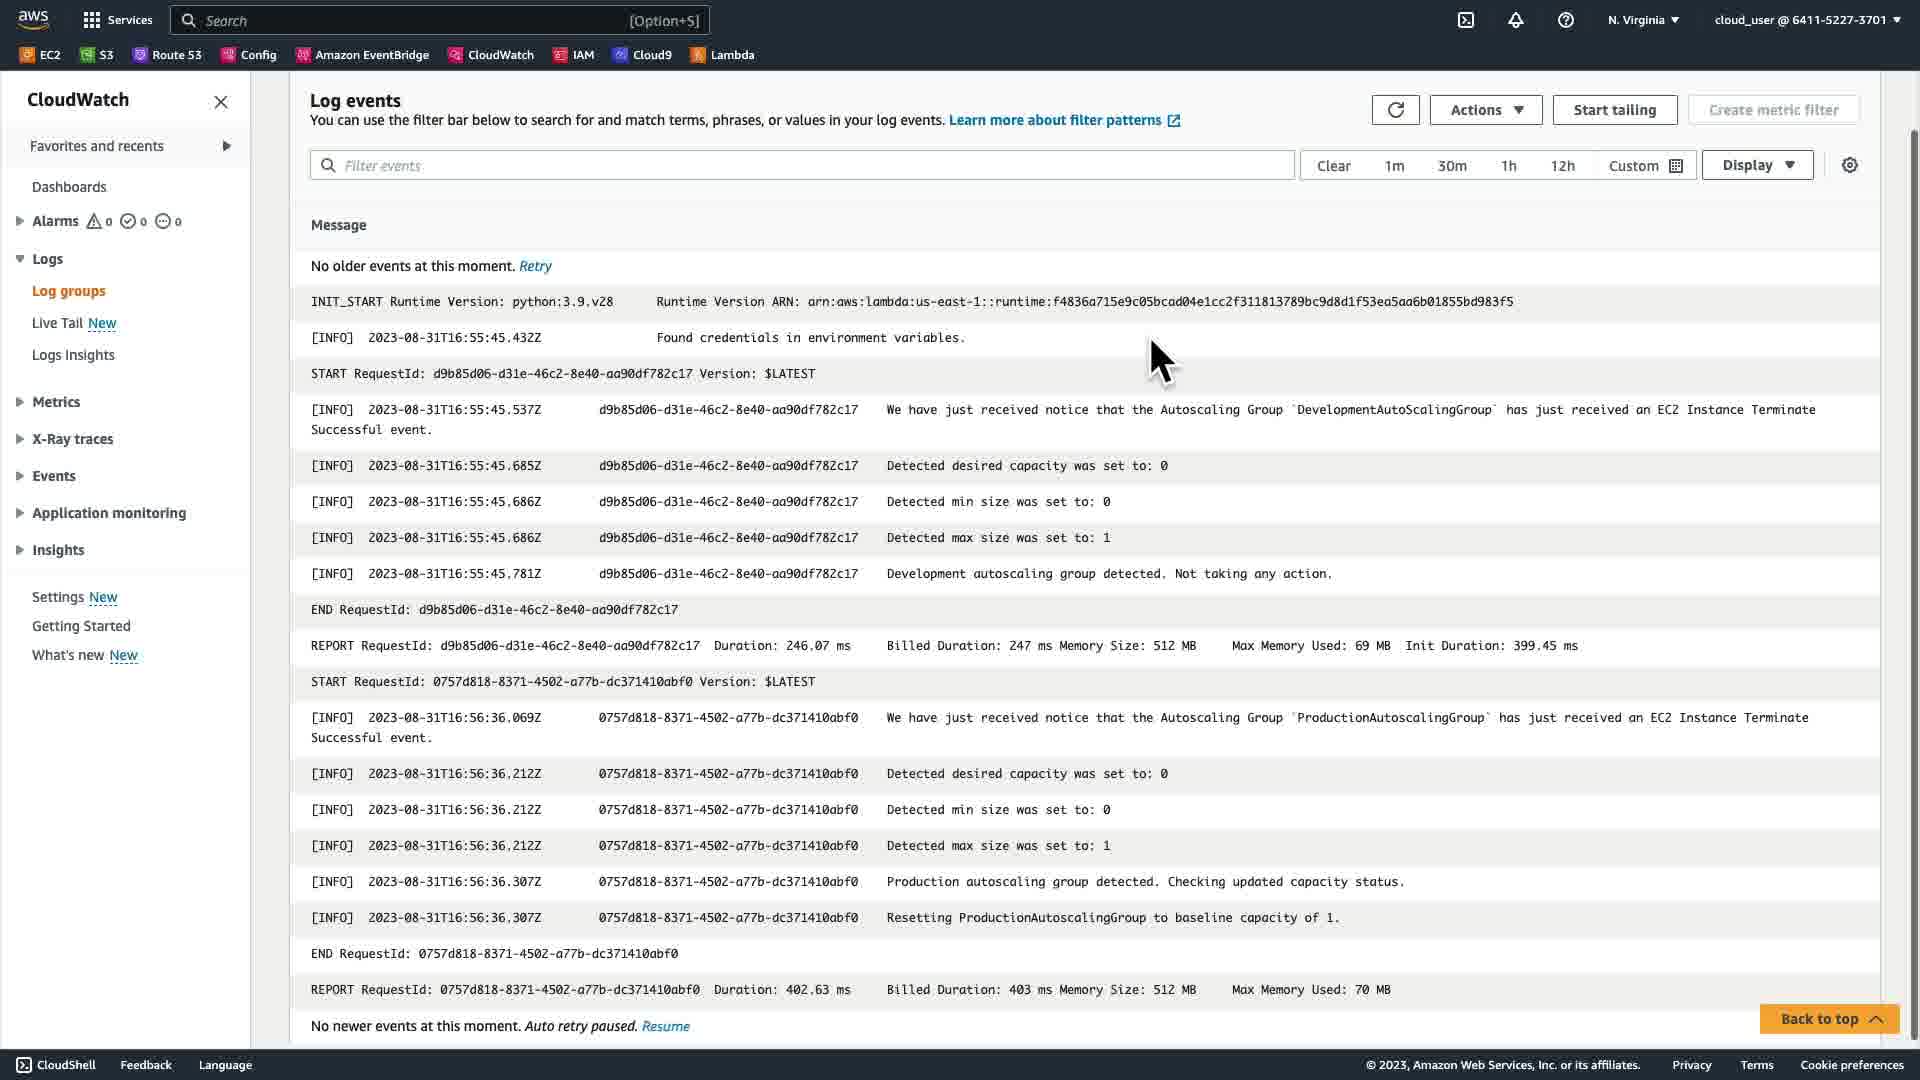 aws Services Search [Option+S] N. Virginia ▼ cloud_user @ 6411-5227-3701 ▼
EC2 S3 Route 53 Config Amazon EventBridge CloudWatch IAM Cloud9 Lambda
CloudWatch
Favorites and recents
Dashboards
Alarms 0 0 0
Logs
Log groups
Live Tail New
Logs Insights
Metrics
X-Ray traces
Events
Application monitoring
Insights
Settings New
Getting Started
What's new New
Log events
You can use the filter bar below to search for and match terms, phrases, or values in your log events. Learn more about filter patterns
Actions ▼ Start tailing Create metric filter
Filter events Clear 1m 30m 1h 12h Custom Display ▼
Message
No older events at this moment. Retry
INIT_START Runtime Version: python:3.9.v28 Runtime Version ARN: arn:aws:lambda:us-east-1::runtime:f4836a715e9c05bcad04e1cc2f311813789bc9d8d1f53ea5aa6b01855bd983f5
[INFO] 2023-08-31T16:55:45.432Z Found credentials in environment variables.
START RequestId: d9b85d06-d31e-46c2-8e40-aa90df782c17 Version: $LATEST
[INFO] 2023-08-31T16:55:45.537Z d9b85d06-d31e-46c2-8e40-aa90df782c17 We have just received notice that the Autoscaling Group `DevelopmentAutoScalingGroup` has just received an EC2 Instance Terminate
Successful event.
[INFO] 2023-08-31T16:55:45.685Z d9b85d06-d31e-46c2-8e40-aa90df782c17 Detected desired capacity was set to: 0
[INFO] 2023-08-31T16:55:45.686Z d9b85d06-d31e-46c2-8e40-aa90df782c17 Detected min size was set to: 0
[INFO] 2023-08-31T16:55:45.686Z d9b85d06-d31e-46c2-8e40-aa90df782c17 Detected max size was set to: 1
[INFO] 2023-08-31T16:55:45.781Z d9b85d06-d31e-46c2-8e40-aa90df782c17 Development autoscaling group detected. Not taking any action.
END RequestId: d9b85d06-d31e-46c2-8e40-aa90df782c17
REPORT RequestId: d9b85d06-d31e-46c2-8e40-aa90df782c17 Duration: 246.07 ms Billed Duration: 247 ms Memory Size: 512 MB Max Memory Used: 69 MB Init Duration: 399.45 ms
START RequestId: 0757d818-8371-4502-a77b-dc371410abf0 Version: $LATEST
[INFO] 2023-08-31T16:56:36.069Z 0757d818-8371-4502-a77b-dc371410abf0 We have just received notice that the Autoscaling Group `ProductionAutoscalingGroup` has just received an EC2 Instance Terminate
Successful event.
[INFO] 2023-08-31T16:56:36.212Z 0757d818-8371-4502-a77b-dc371410abf0 Detected desired capacity was set to: 0
[INFO] 2023-08-31T16:56:36.212Z 0757d818-8371-4502-a77b-dc371410abf0 Detected min size was set to: 0
[INFO] 2023-08-31T16:56:36.212Z 0757d818-8371-4502-a77b-dc371410abf0 Detected max size was set to: 1
[INFO] 2023-08-31T16:56:36.307Z 0757d818-8371-4502-a77b-dc371410abf0 Production autoscaling group detected. Checking updated capacity status.
[INFO] 2023-08-31T16:56:36.307Z 0757d818-8371-4502-a77b-dc371410abf0 Resetting ProductionAutoscalingGroup to baseline capacity of 1.
END RequestId: 0757d818-8371-4502-a77b-dc371410abf0
REPORT RequestId: 0757d818-8371-4502-a77b-dc371410abf0 Duration: 402.63 ms Billed Duration: 403 ms Memory Size: 512 MB Max Memory Used: 70 MB
No newer events at this moment. Auto retry paused. Resume
Back to top
CloudShell Feedback Language © 2023, Amazon Web Services, Inc. or its affiliates. Privacy Terms Cookie preferences